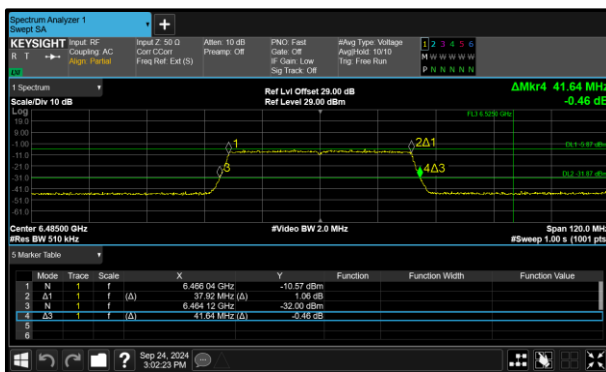 Spectrum Analyzer 1
Swept SA
+
KEYSIGHT Input: RF Input Z: 50 Ω Atten: 10 dB PNO: Fast #Avg Type: Voltage 1 2 3 4 5 6
R T Coupling: AC Corr CCorr Preamp: Off Gate: Off Avg|Hold: 10/10 M W W W W W
Align: Partial Freq Ref: Ext (S) IF Gain: Low Trig: Free Run
Sig Track: Off P N N N N N
1 Spectrum Ref Lvl Offset 29.00 dB ΔMkr4 41.64 MHz
Scale/Div 10 dB Ref Level 29.00 dBm -0.46 dB
Log
19.0
9.00
-1.00
-11.0
-21.0
-31.0
-41.0
-51.0
-61.0
1
2Δ1
3
4Δ3
DL1 -5.87 dBm
DL2 -31.87 dBm
Center 6.48500 GHz #Video BW 2.0 MHz Span 120.0 MHz
#Res BW 510 kHz #Sweep 1.00 s (1001 pts)
5 Marker Table
Mode Trace Scale X Y Function Function Width Function Value
1 N 1 f 6.466 04 GHz -10.57 dBm
2 Δ1 1 f (Δ) 37.92 MHz (Δ) 1.06 dB
3 N 1 f 6.464 12 GHz -32.00 dBm
4 Δ3 1 f (Δ) 41.64 MHz (Δ) -0.46 dB
5
6
? Sep 24, 2024
3:02:23 PM